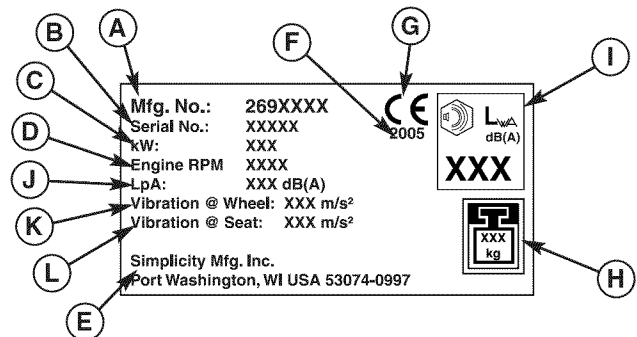 A
B
C
D
J
K
L
E
F
G
I
H
Mfg. No.: 269XXXX
Serial No.: XXXXX
kW: XXX
Engine RPM XXXX
LpA: XXX dB(A)
Vibration @ Wheel: XXX m/s²
Vibration @ Seat: XXX m/s²
Simplicity Mfg. Inc.
Port Washington, WI USA 53074-0997
CE
2005
LWA
dB(A)
XXX
XXX
kg